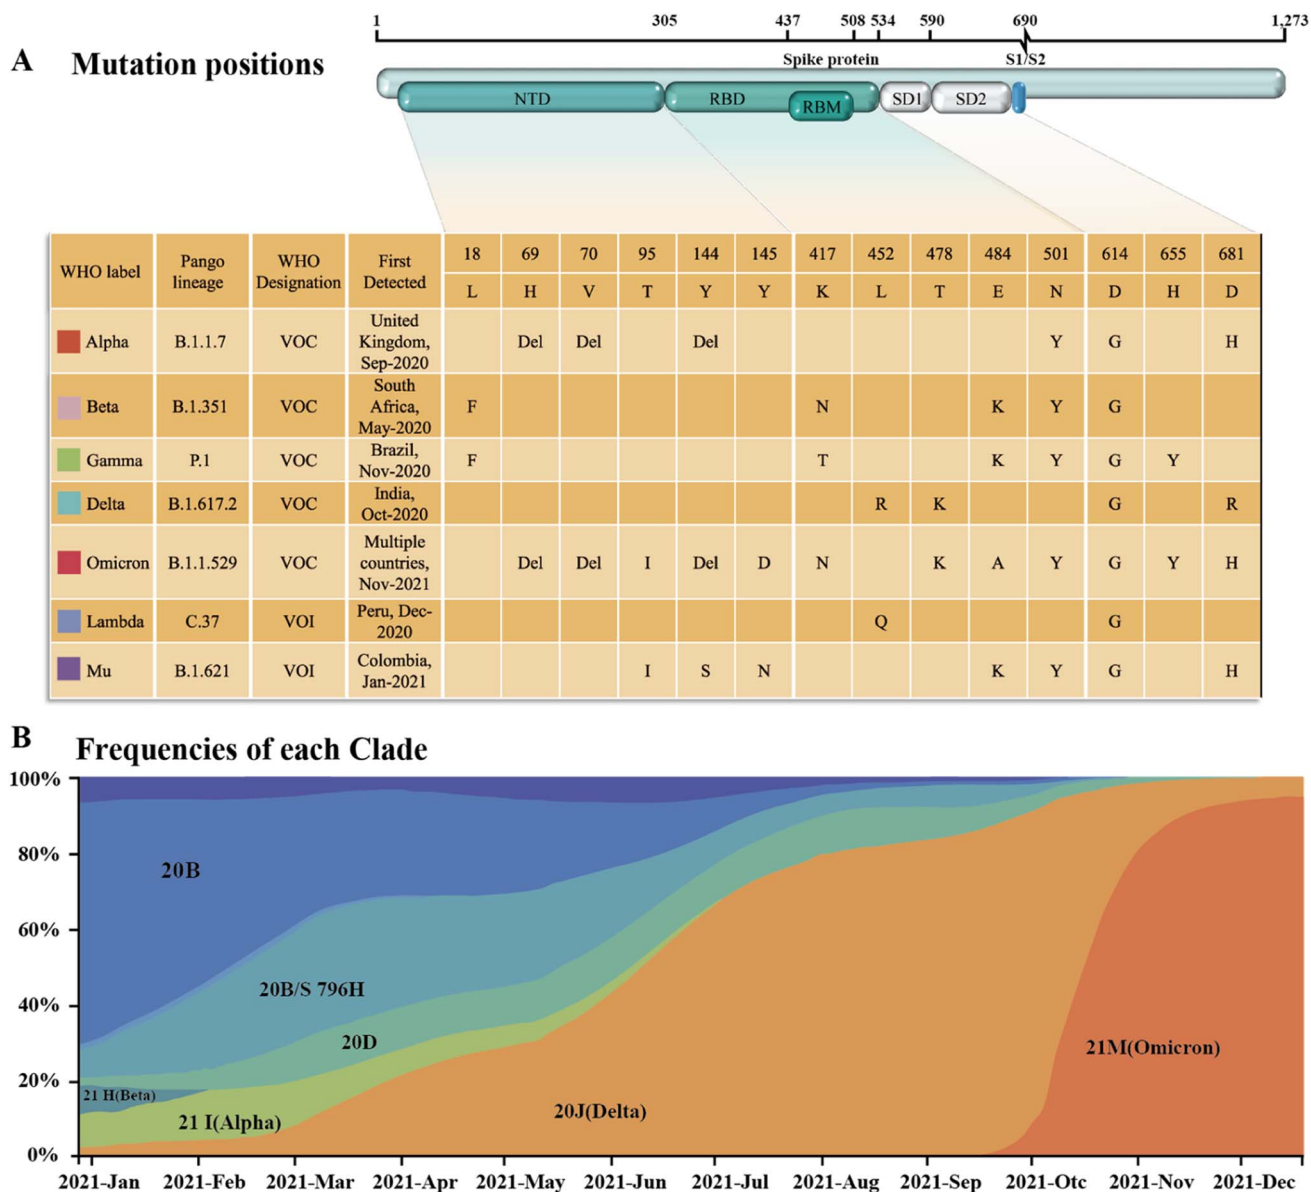 1 305 437 508 534 590 690 1,273
A Mutation positions
Spike protein S1/S2
NTD RBD RBM SD1 SD2
WHO label Pango lineage WHO Designation First Detected 18 69 70 95 144 145 417 452 478 484 501 614 655 681
L H V T Y Y K L T E N D H D
Alpha B.1.1.7 VOC United Kingdom, Sep-2020 Del Del Del Y G H
Beta B.1.351 VOC South Africa, May-2020 F N K Y G
Gamma P.1 VOC Brazil, Nov-2020 F T K Y G Y
Delta B.1.617.2 VOC India, Oct-2020 R K G R
Omicron B.1.1.529 VOC Multiple countries, Nov-2021 Del Del I Del D N K A Y G Y H
Lambda C.37 VOI Peru, Dec-2020 Q G
Mu B.1.621 VOI Colombia, Jan-2021 I S N K Y G H
B Frequencies of each Clade
100%
80%
60%
40%
20%
0%
20B
20B/S 796H
20D
21 H(Beta)
21 I(Alpha)
20J(Delta)
21M(Omicron)
2021-Jan 2021-Feb 2021-Mar 2021-Apr 2021-May 2021-Jun 2021-Jul 2021-Aug 2021-Sep 2021-Otc 2021-Nov 2021-Dec